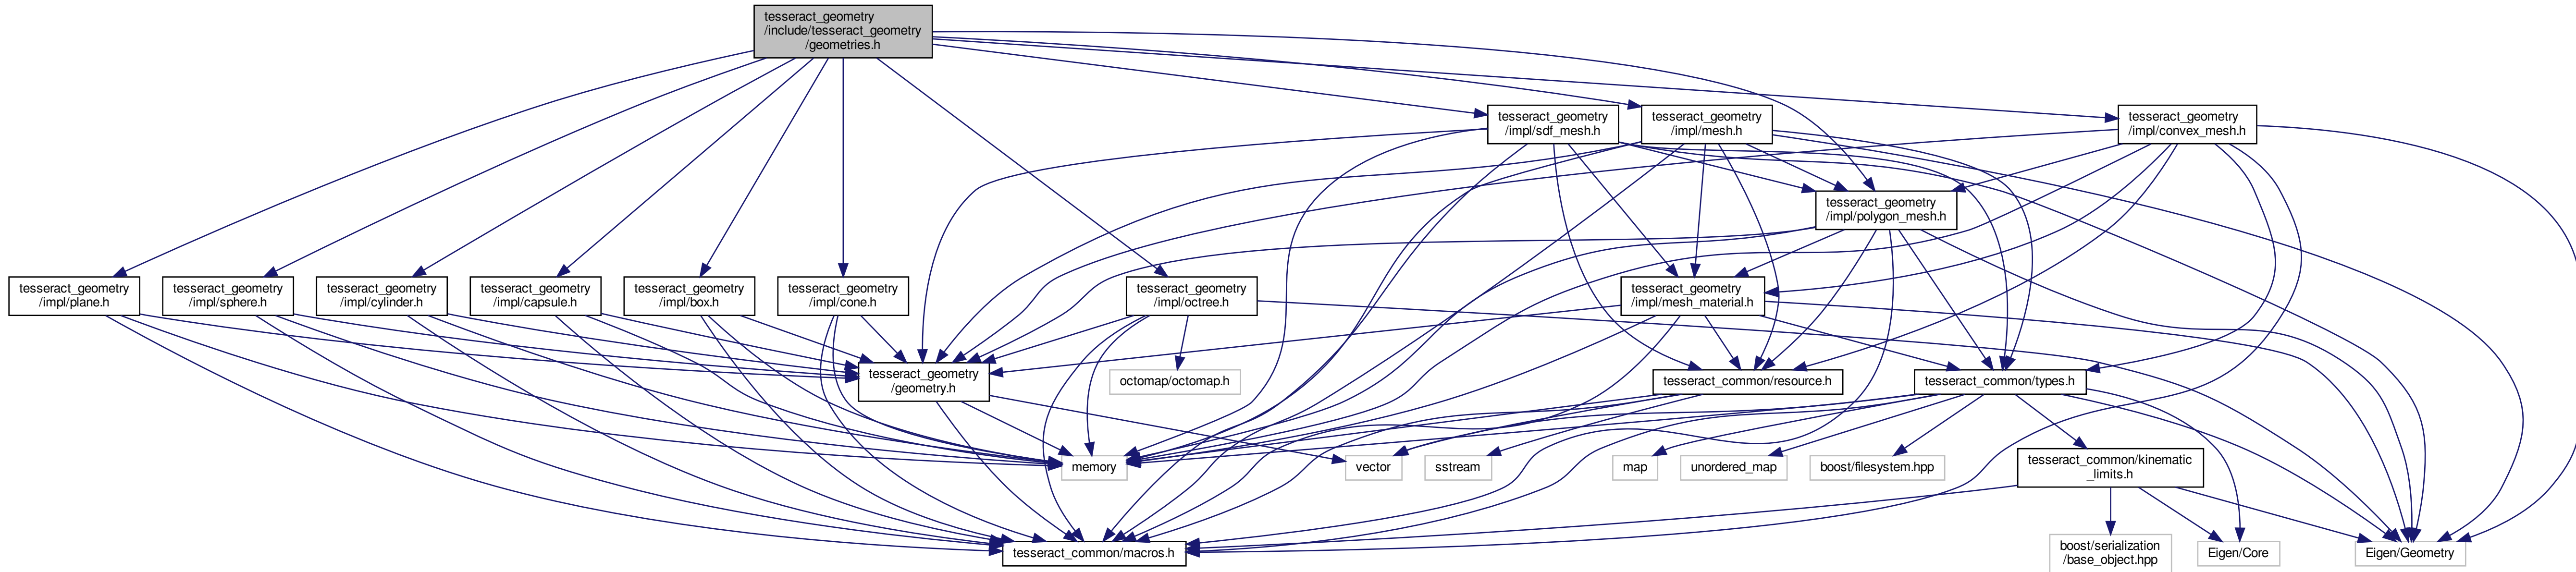 tesseract_geometry
/include/tesseract_geometry
/geometries.h
tesseract_geometry
/impl/sdf_mesh.h
tesseract_geometry
/impl/mesh.h
tesseract_geometry
/impl/convex_mesh.h
tesseract_geometry
/impl/polygon_mesh.h
tesseract_geometry
/impl/plane.h
tesseract_geometry
/impl/sphere.h
tesseract_geometry
/impl/cylinder.h
tesseract_geometry
/impl/capsule.h
tesseract_geometry
/impl/box.h
tesseract_geometry
/impl/cone.h
tesseract_geometry
/impl/octree.h
tesseract_geometry
/impl/mesh_material.h
tesseract_geometry
/geometry.h
octomap/octomap.h
tesseract_common/resource.h
tesseract_common/types.h
memory
vector
sstream
map
unordered_map
boost/filesystem.hpp
tesseract_common/kinematic
_limits.h
tesseract_common/macros.h
boost/serialization
/base_object.hpp
Eigen/Core
Eigen/Geometry